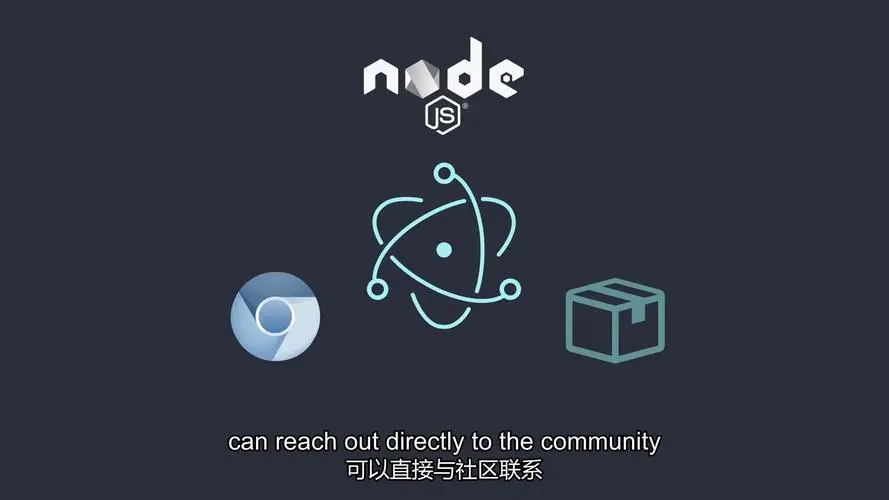 node
JS®
can reach out directly to the community
可以直接与社区联系